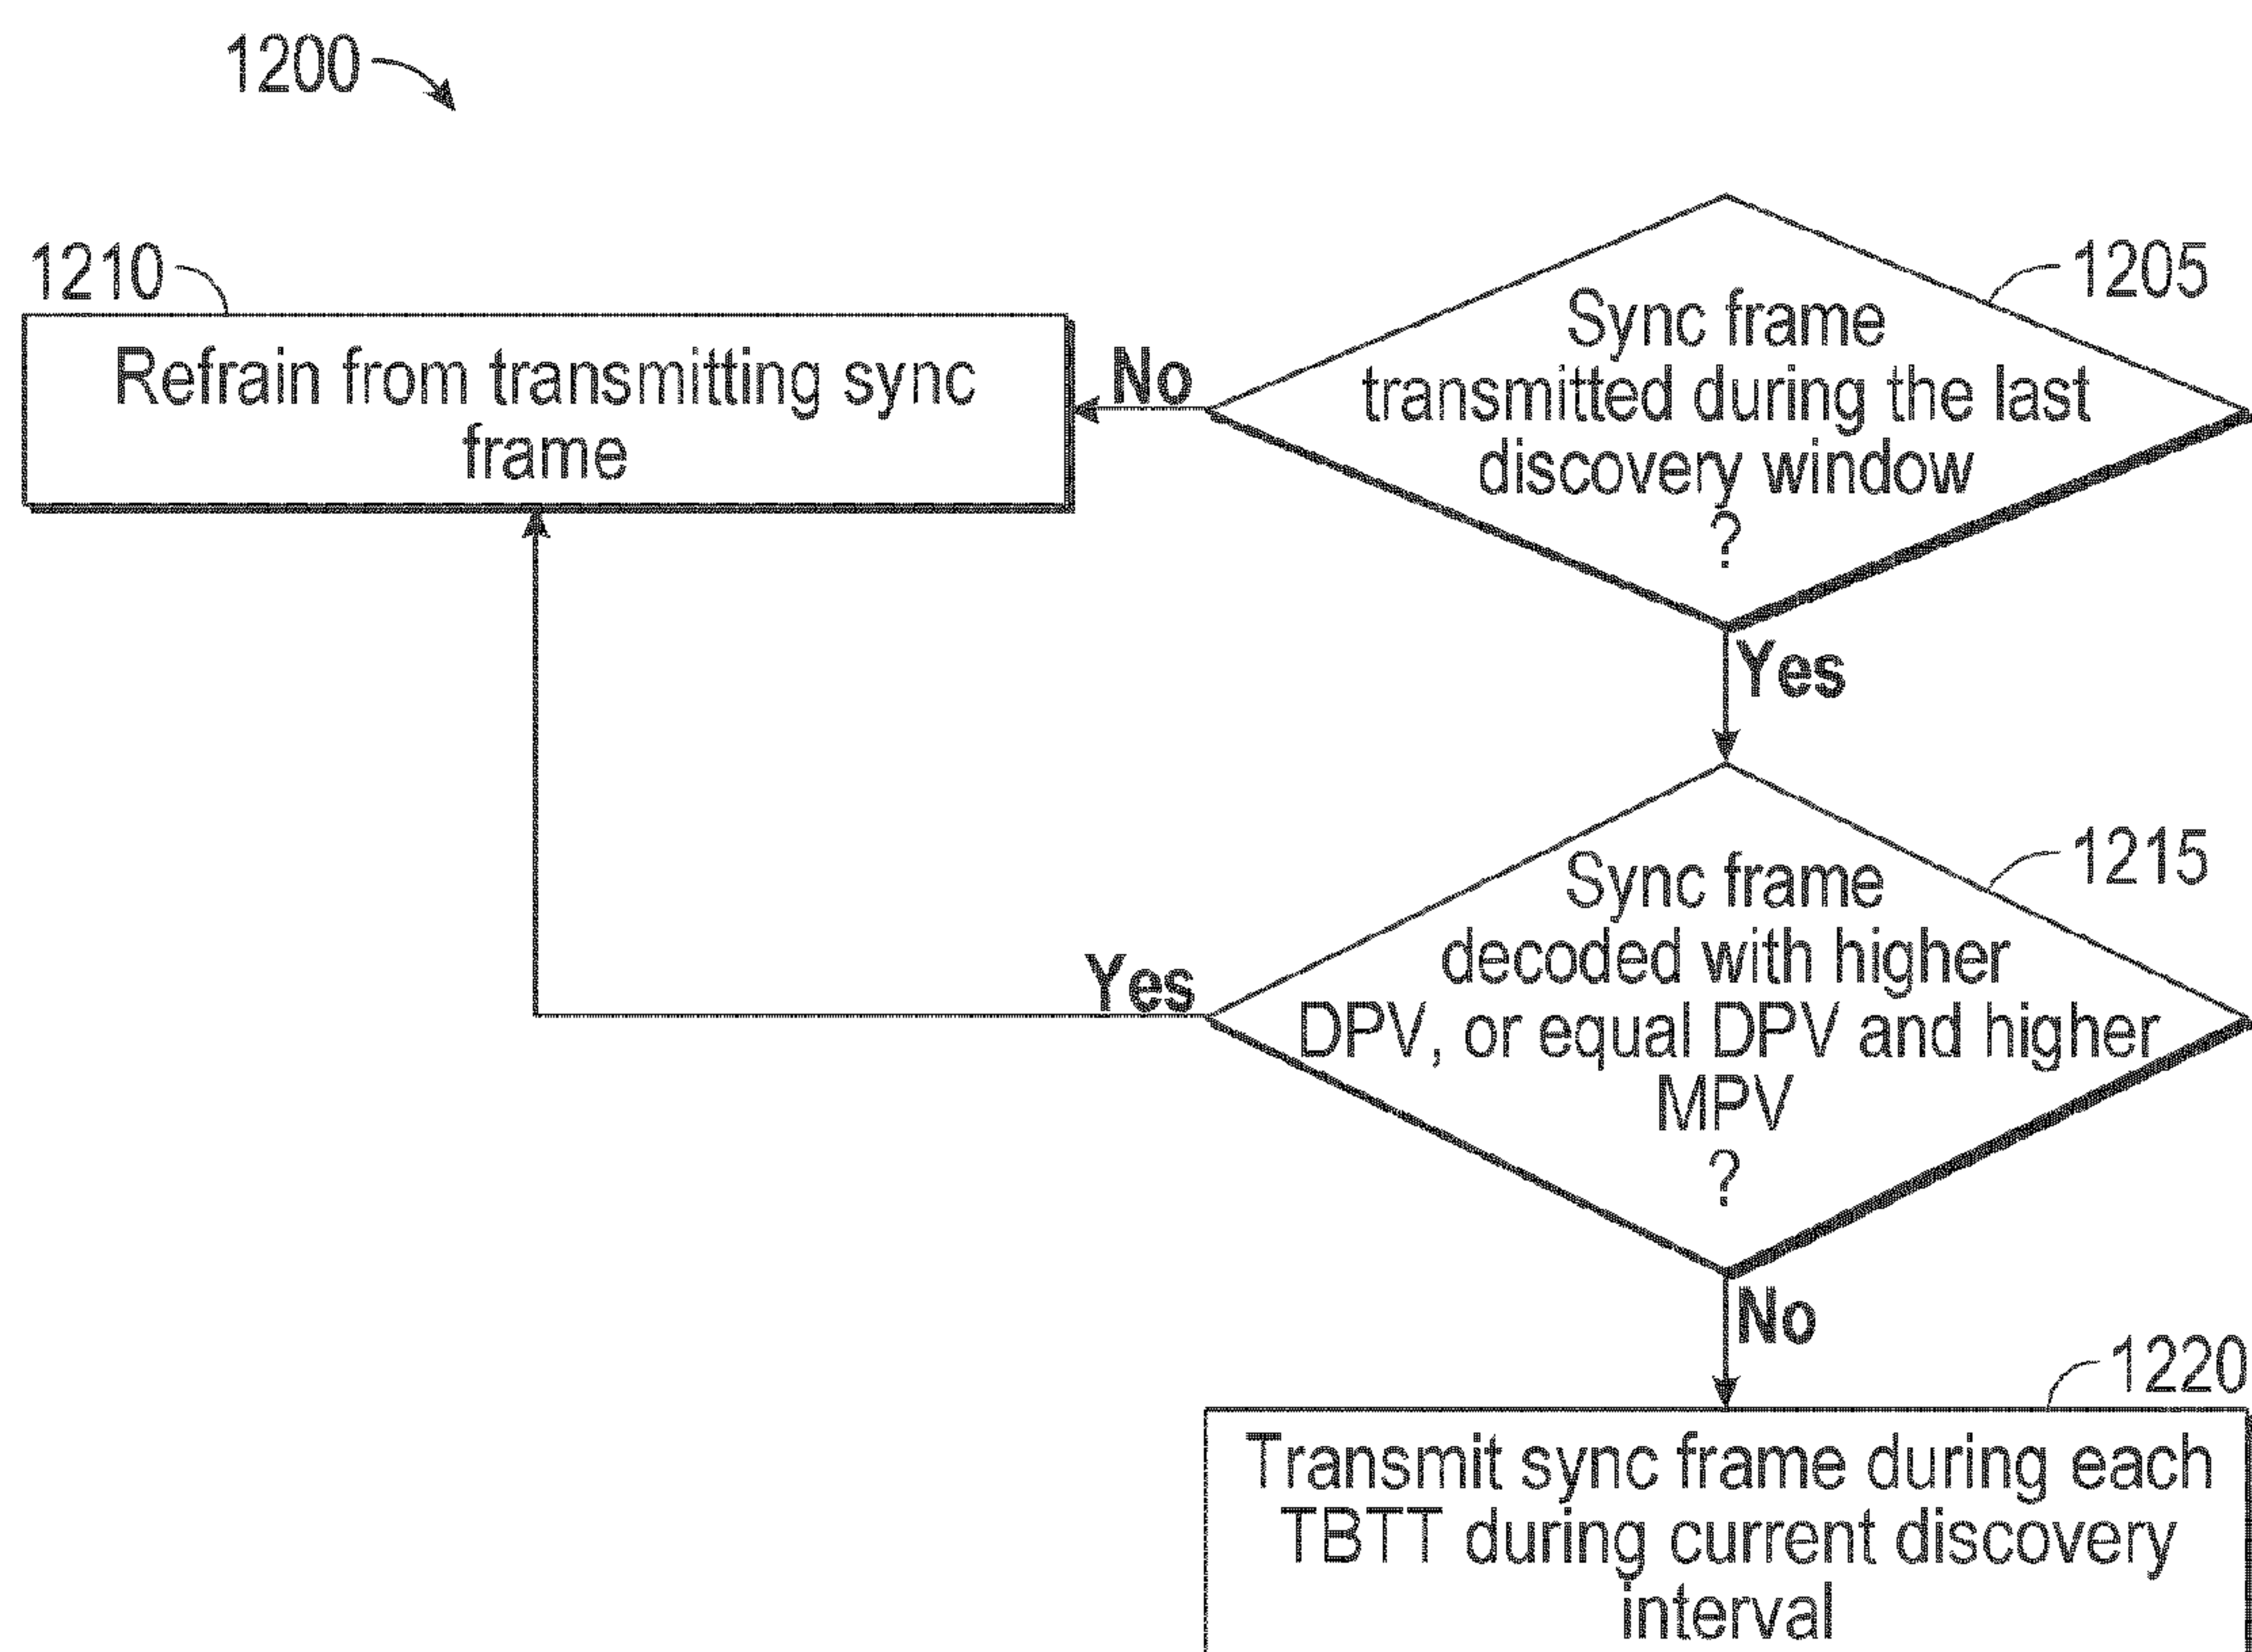 1200
1210
1205
Sync frame
transmitted during the last
discovery window
?
No
Refrain from transmitting sync
frame
Yes
1215
Sync frame
decoded with higher
DPV, or equal DPV and higher
MPV
?
Yes
No
1220
Transmit sync frame during each
TBTT during current discovery
interval